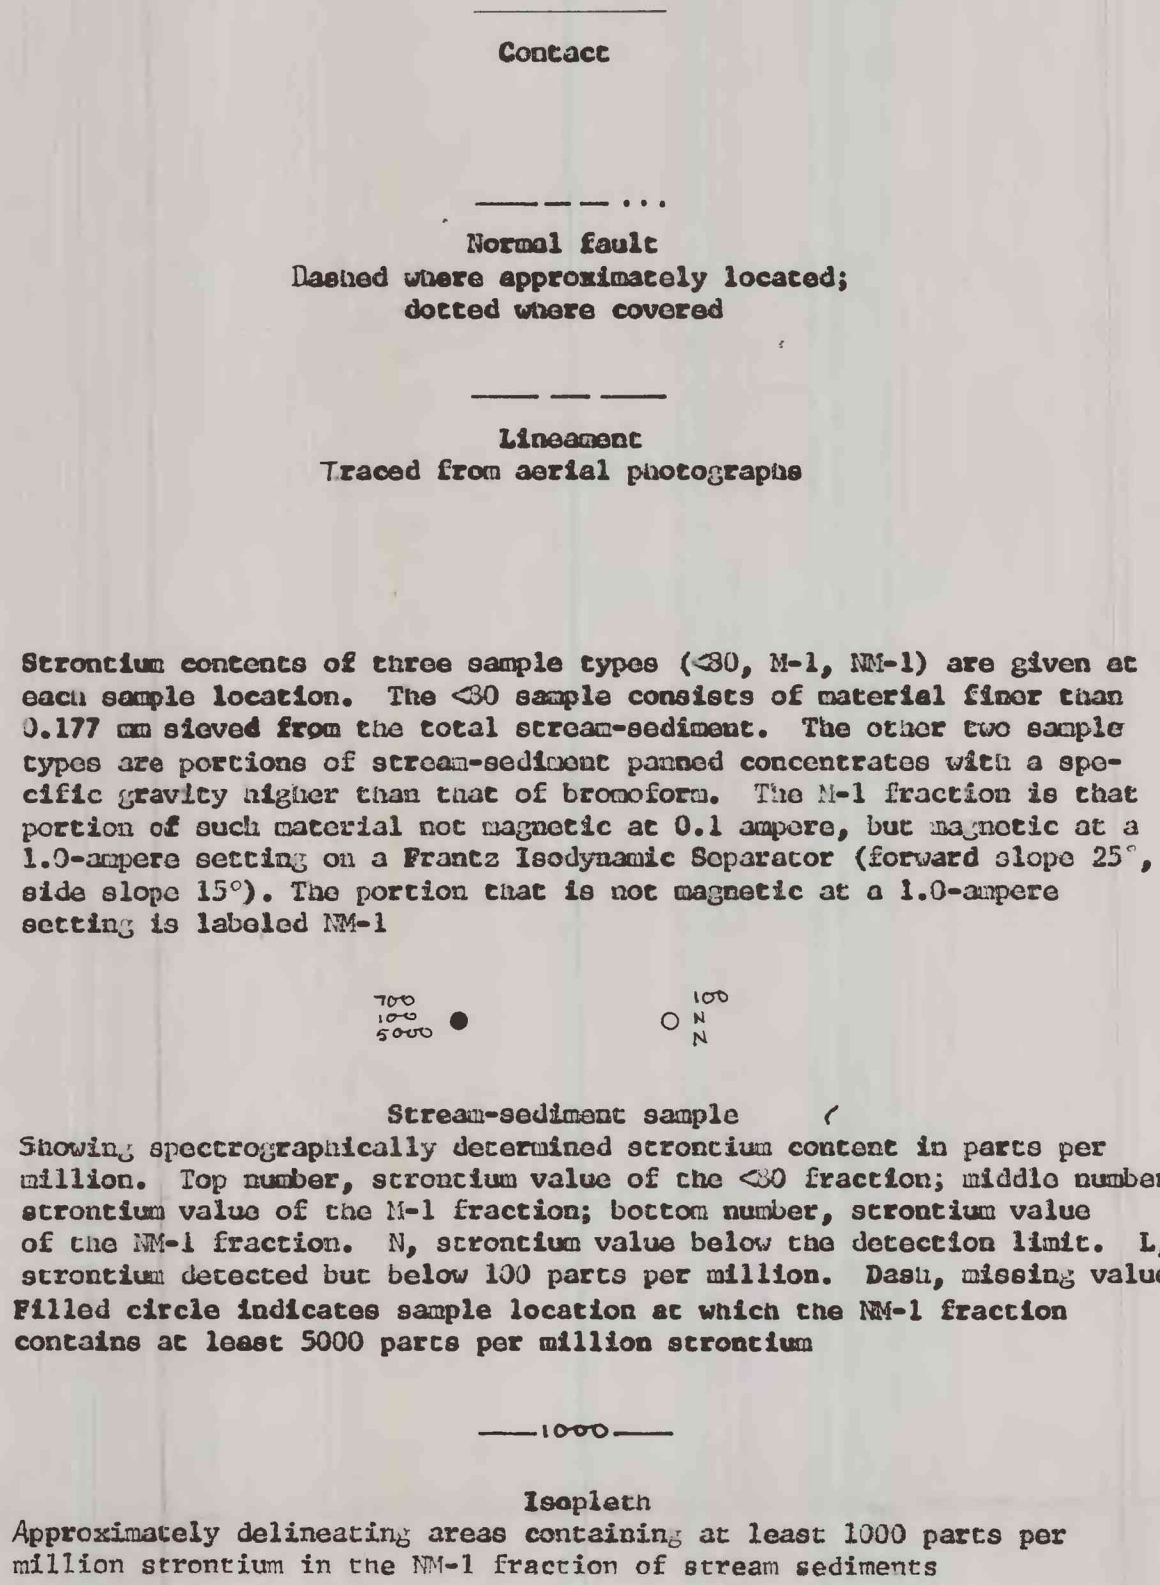 Contact
Normal fault
Dashed where approximately located;
dotted where covered
Lineament
Traced from aerial photographs
Strontium contents of three sample types (<80, M-1, NM-1) are given at
each sample location. The <80 sample consists of material finer than
0.177 mm sieved from the total stream-sediment. The other two sample
types are portions of stream-sediment panned concentrates with a spe-
cific gravity higher than that of bromoform. The M-1 fraction is that
portion of such material not magnetic at 0.1 ampere, but magnetic at a
1.0-ampere setting on a Frantz Isodynamic Separator (forward slope 25°,
side slope 15°). The portion that is not magnetic at a 1.0-ampere
setting is labeled NM-1
700 100
100 N
5000 N
Stream-sediment sample
Showing spectrographically determined strontium content in parts per
million. Top number, strontium value of the <80 fraction; middle number
strontium value of the M-1 fraction; bottom number, strontium value
of the NM-1 fraction. N, strontium value below the detection limit. L,
strontium detected but below 100 parts per million. Dash, missing value
Filled circle indicates sample location at which the NM-1 fraction
contains at least 5000 parts per million strontium
1000
Isopleth
Approximately delineating areas containing at least 1000 parts per
million strontium in the NM-1 fraction of stream sediments